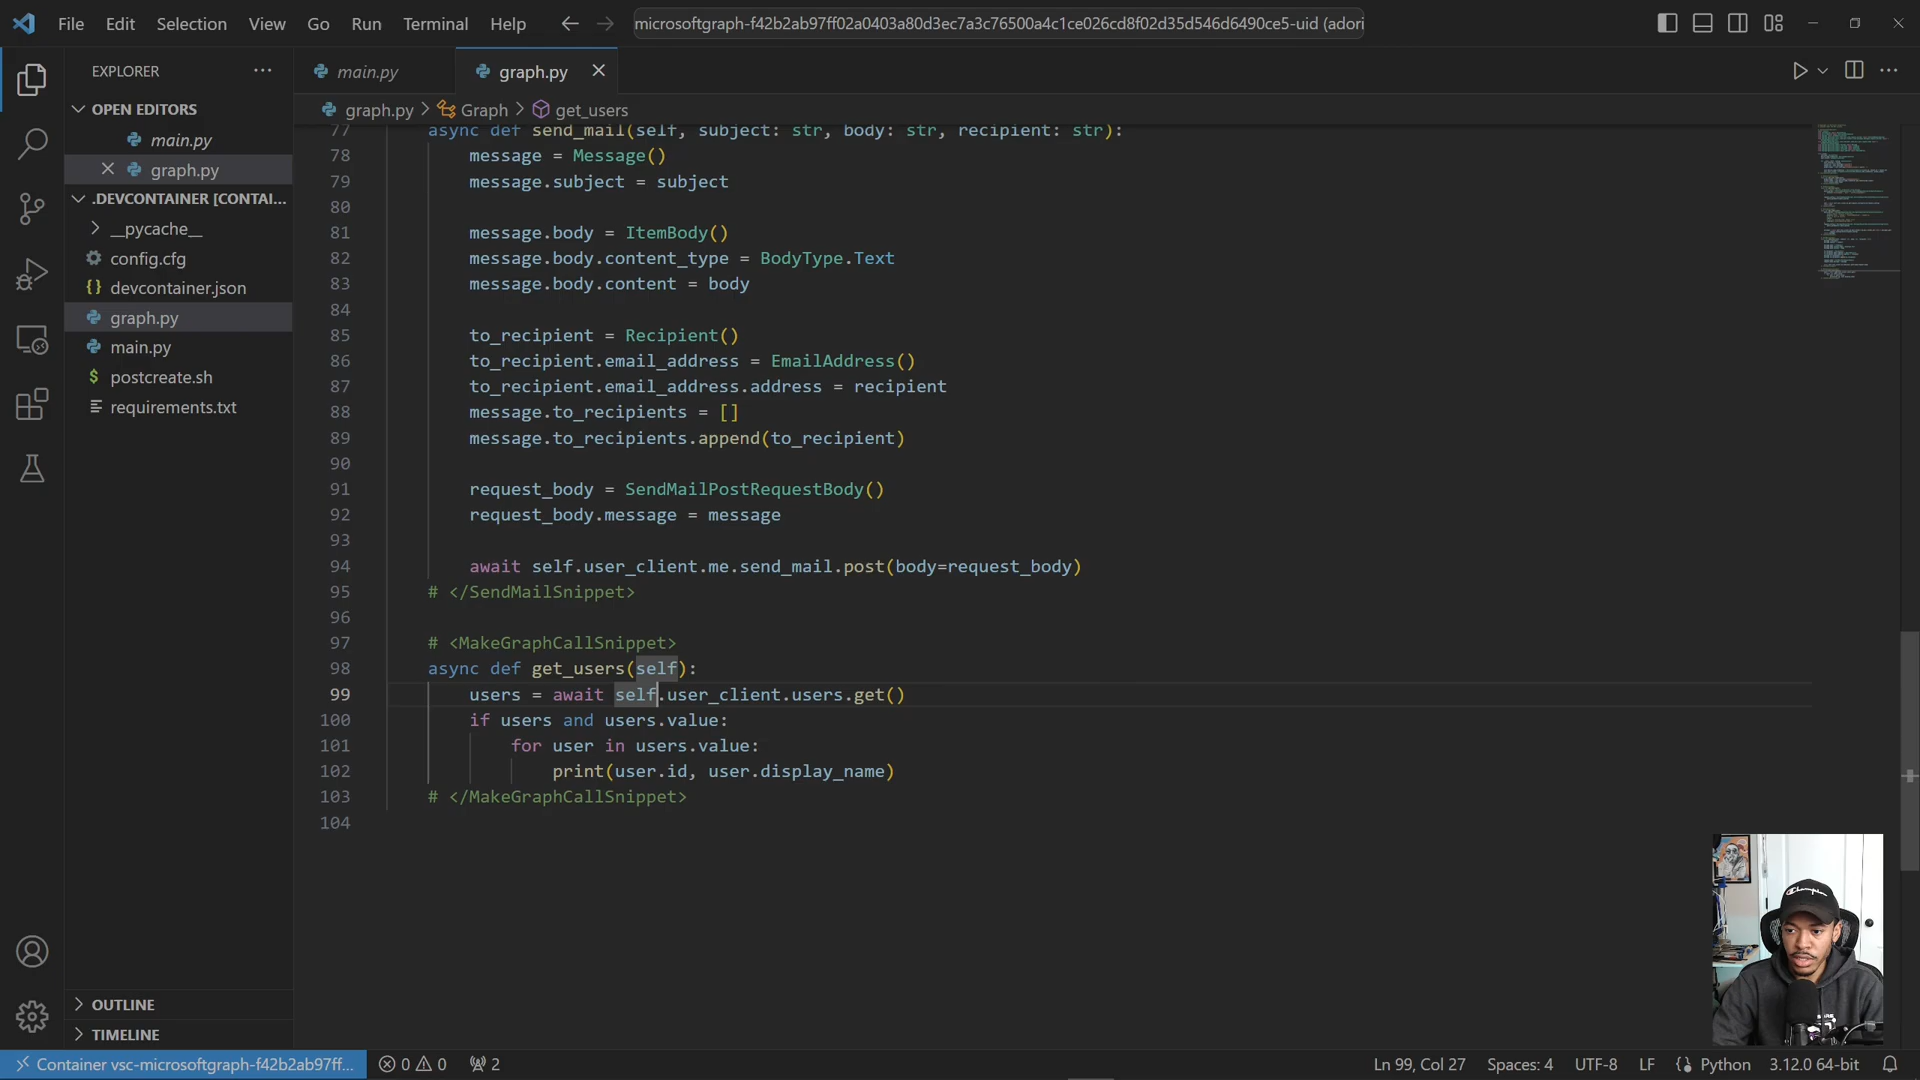 File Edit Selection View Go Run Terminal Help
microsoftgraph-f42b2ab97ff02a0403a80d3ec7a3c76500a4c1ce026cd8f02d35d546d6490ce5-uid (adori
EXPLORER
OPEN EDITORS
main.py
graph.py
.DEVCONTAINER [CONTAI...
__pycache__
config.cfg
devcontainer.json
graph.py
main.py
postcreate.sh
requirements.txt
OUTLINE
TIMELINE
main.py
graph.py
graph.py > Graph > get_users
77 async def send_mail(self, subject: str, body: str, recipient: str):
78 message = Message()
79 message.subject = subject
80
81 message.body = ItemBody()
82 message.body.content_type = BodyType.Text
83 message.body.content = body
84
85 to_recipient = Recipient()
86 to_recipient.email_address = EmailAddress()
87 to_recipient.email_address.address = recipient
88 message.to_recipients = []
89 message.to_recipients.append(to_recipient)
90
91 request_body = SendMailPostRequestBody()
92 request_body.message = message
93
94 await self.user_client.me.send_mail.post(body=request_body)
95 # </SendMailSnippet>
96
97 # <MakeGraphCallSnippet>
98 async def get_users(self):
99 users = await self.user_client.users.get()
100 if users and users.value:
101 for user in users.value:
102 print(user.id, user.display_name)
103 # </MakeGraphCallSnippet>
104
Champion
Container vsc-microsoftgraph-f42b2ab97ff... 0 0 2 Ln 99, Col 27 Spaces: 4 UTF-8 LF Python 3.12.0 64-bit